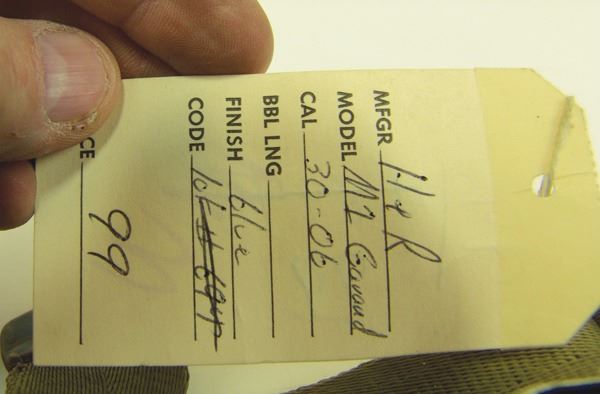 MFGR H & R
MODEL M1 Garand
CAL .30-06
BBL LNG
FINISH blue
CODE
CE 99